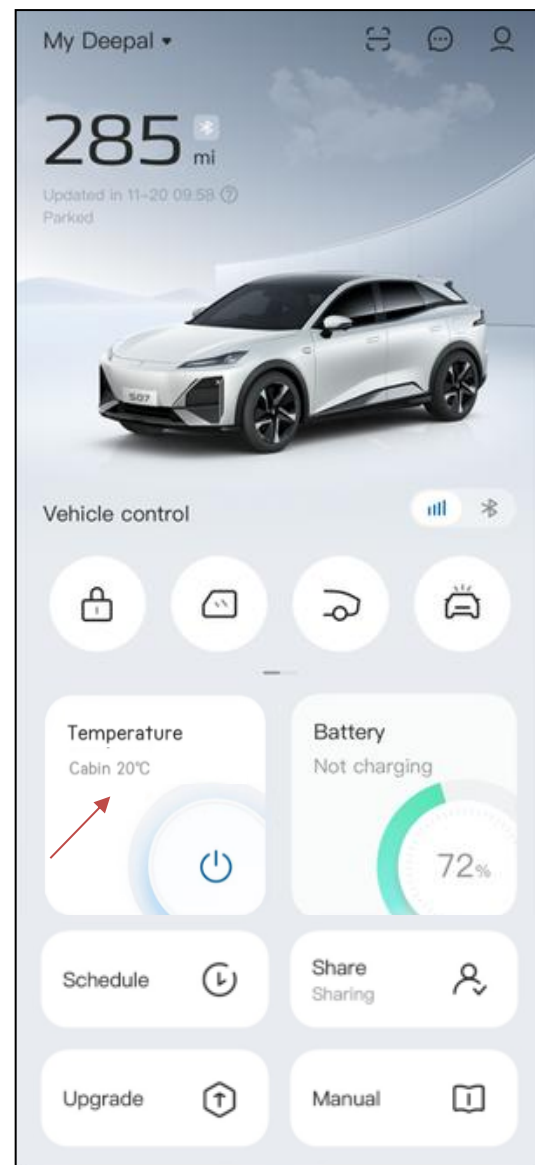 My Deepal
285 mi
Updated in 11-20 09:58
Parked
S07
Vehicle control
Temperature
Cabin 20℃
Battery
Not charging
72%
Schedule
Share
Sharing
Upgrade
Manual